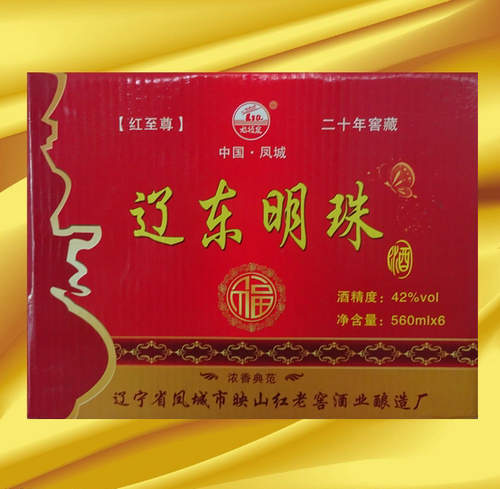 【红至尊】
二十年窖藏
中国·凤城
辽东明珠
酒
福
酒精度：42%vol
净含量：560mlx6
浓香典范
辽宁省凤城市映山红老窖酒业酿造厂